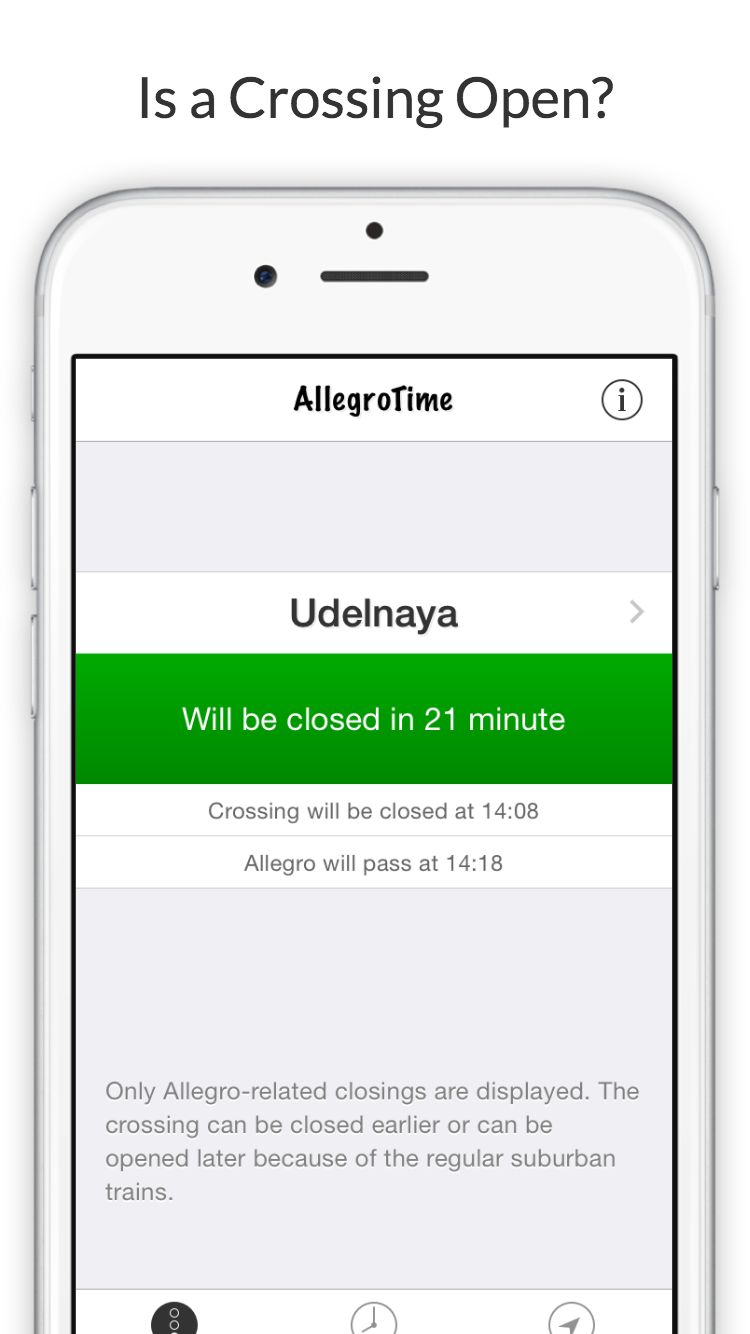 Is a Crossing Open?
AllegroTime
i
Udelnaya
Will be closed in 21 minute
Crossing will be closed at 14:08
Allegro will pass at 14:18
Only Allegro-related closings are displayed. The
crossing can be closed earlier or can be
opened later because of the regular suburban
trains.